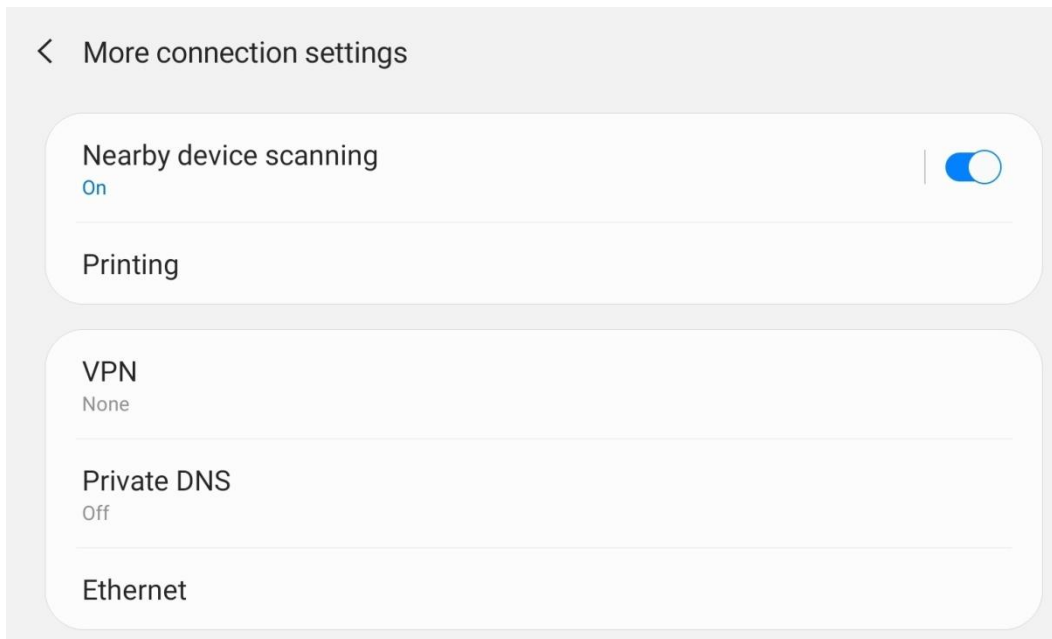 More connection settings
Nearby device scanning
On
Printing
VPN
None
Private DNS
Off
Ethernet